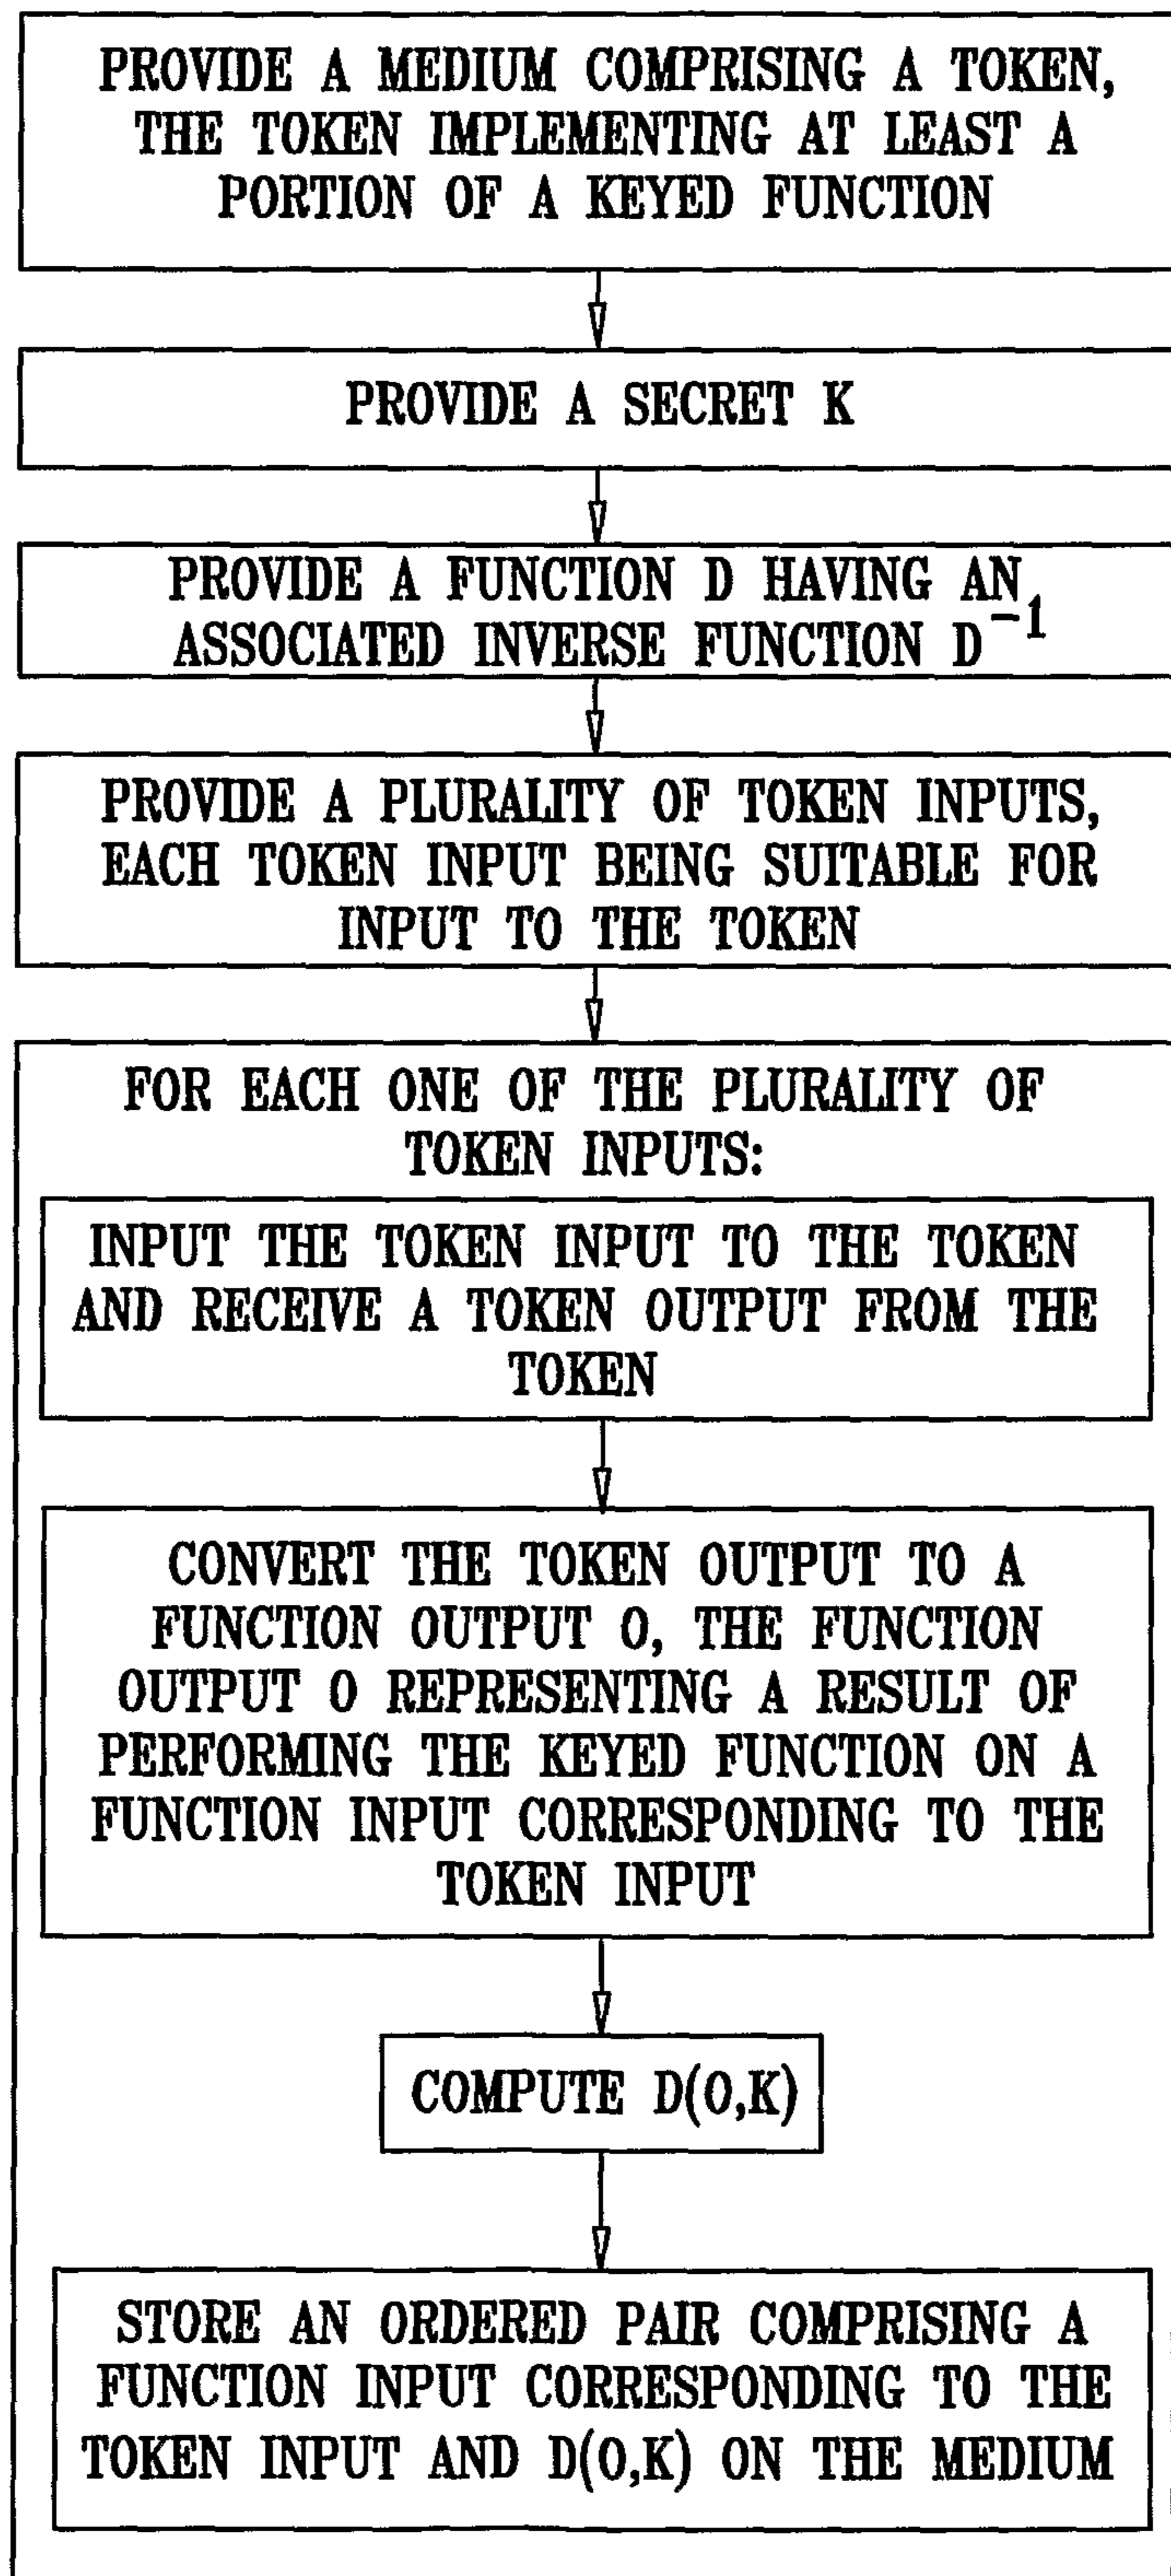 PROVIDE A MEDIUM COMPRISING A TOKEN,
THE TOKEN IMPLEMENTING AT LEAST A
PORTION OF A KEYED FUNCTION
PROVIDE A SECRET K
PROVIDE A FUNCTION D HAVING AN
ASSOCIATED INVERSE FUNCTION D⁻¹
PROVIDE A PLURALITY OF TOKEN INPUTS,
EACH TOKEN INPUT BEING SUITABLE FOR
INPUT TO THE TOKEN
FOR EACH ONE OF THE PLURALITY OF
TOKEN INPUTS:
INPUT THE TOKEN INPUT TO THE TOKEN
AND RECEIVE A TOKEN OUTPUT FROM THE
TOKEN
CONVERT THE TOKEN OUTPUT TO A
FUNCTION OUTPUT O, THE FUNCTION
OUTPUT O REPRESENTING A RESULT OF
PERFORMING THE KEYED FUNCTION ON A
FUNCTION INPUT CORRESPONDING TO THE
TOKEN INPUT
COMPUTE D(O,K)
STORE AN ORDERED PAIR COMPRISING A
FUNCTION INPUT CORRESPONDING TO THE
TOKEN INPUT AND D(O,K) ON THE MEDIUM